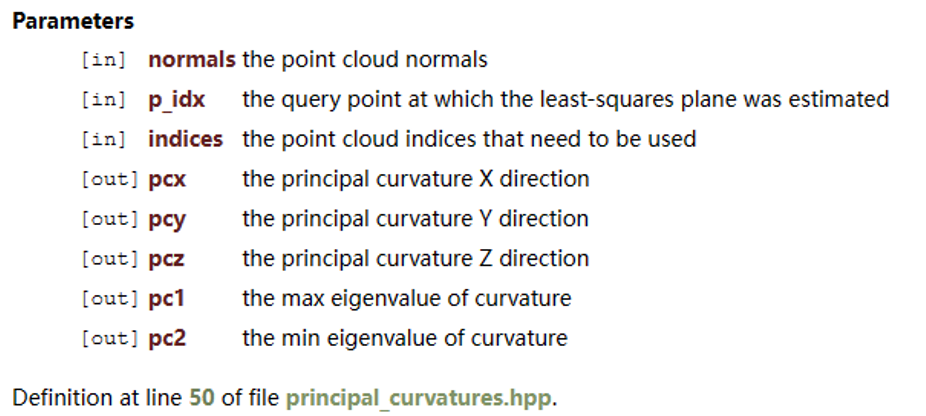 Parameters
[in] normals the point cloud normals
[in] p_idx the query point at which the least-squares plane was estimated
[in] indices the point cloud indices that need to be used
[out] pcx the principal curvature X direction
[out] pcy the principal curvature Y direction
[out] pcz the principal curvature Z direction
[out] pc1 the max eigenvalue of curvature
[out] pc2 the min eigenvalue of curvature
Definition at line 50 of file principal_curvatures.hpp.